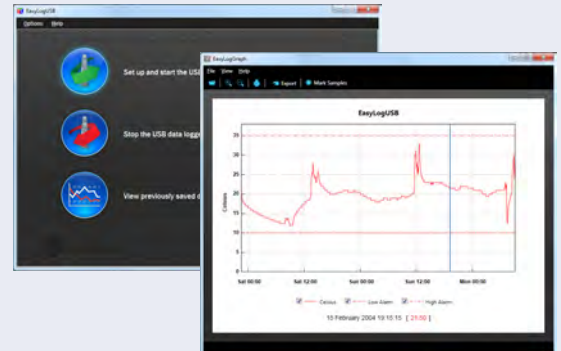 EasyLogUSB
Options Help
Set up and start the USB
Stop the USB data logge
View previously saved d
EasyLogGraph
File View Help
Export Mark Samples
EasyLogUSB
Celsius
35
30
25
20
15
10
5
0
Sat 00:00 Sat 12:00 Sun 00:00 Sun 12:00 Mon 00:00
Celsius Low Alarm High Alarm
15 February 2004 19:15:15 [ 21.50 ]